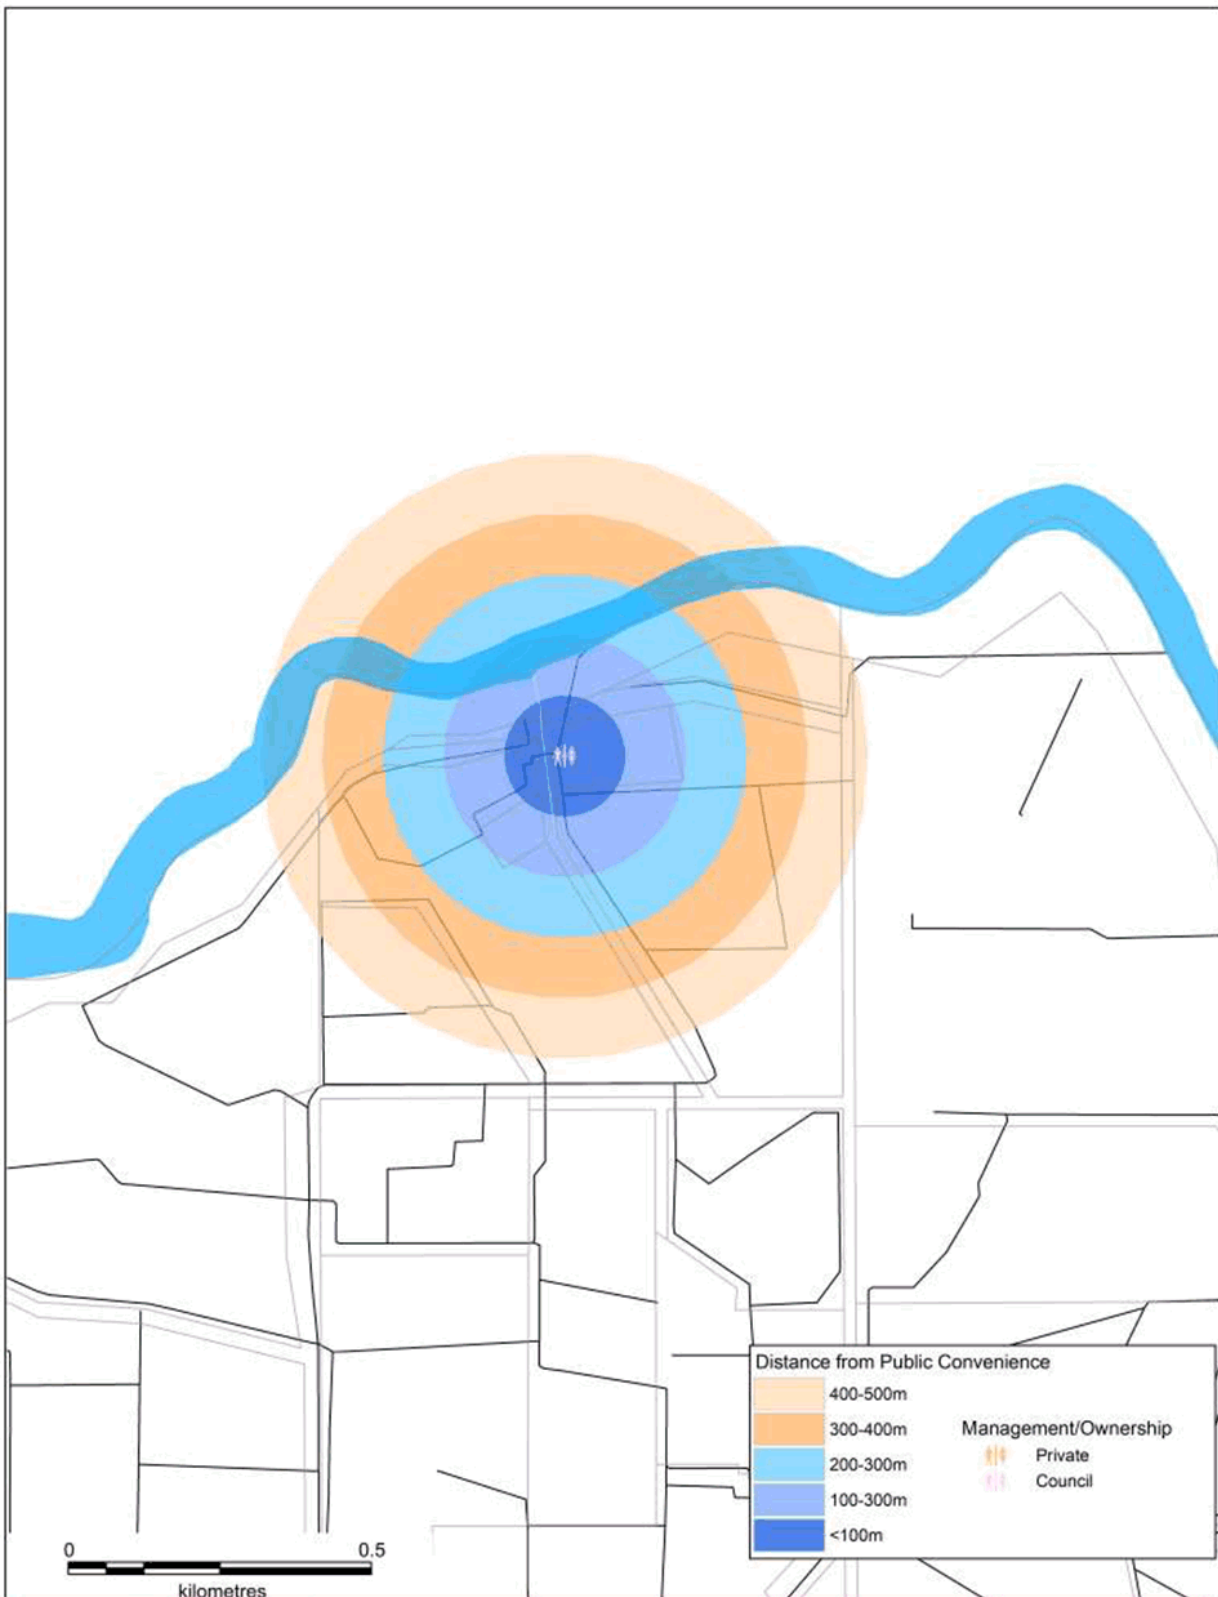 Distance from Public Convenience
400-500m
300-400m
200-300m
100-300m
<100m
Management/Ownership
Private
Council
0 0.5
kilometres